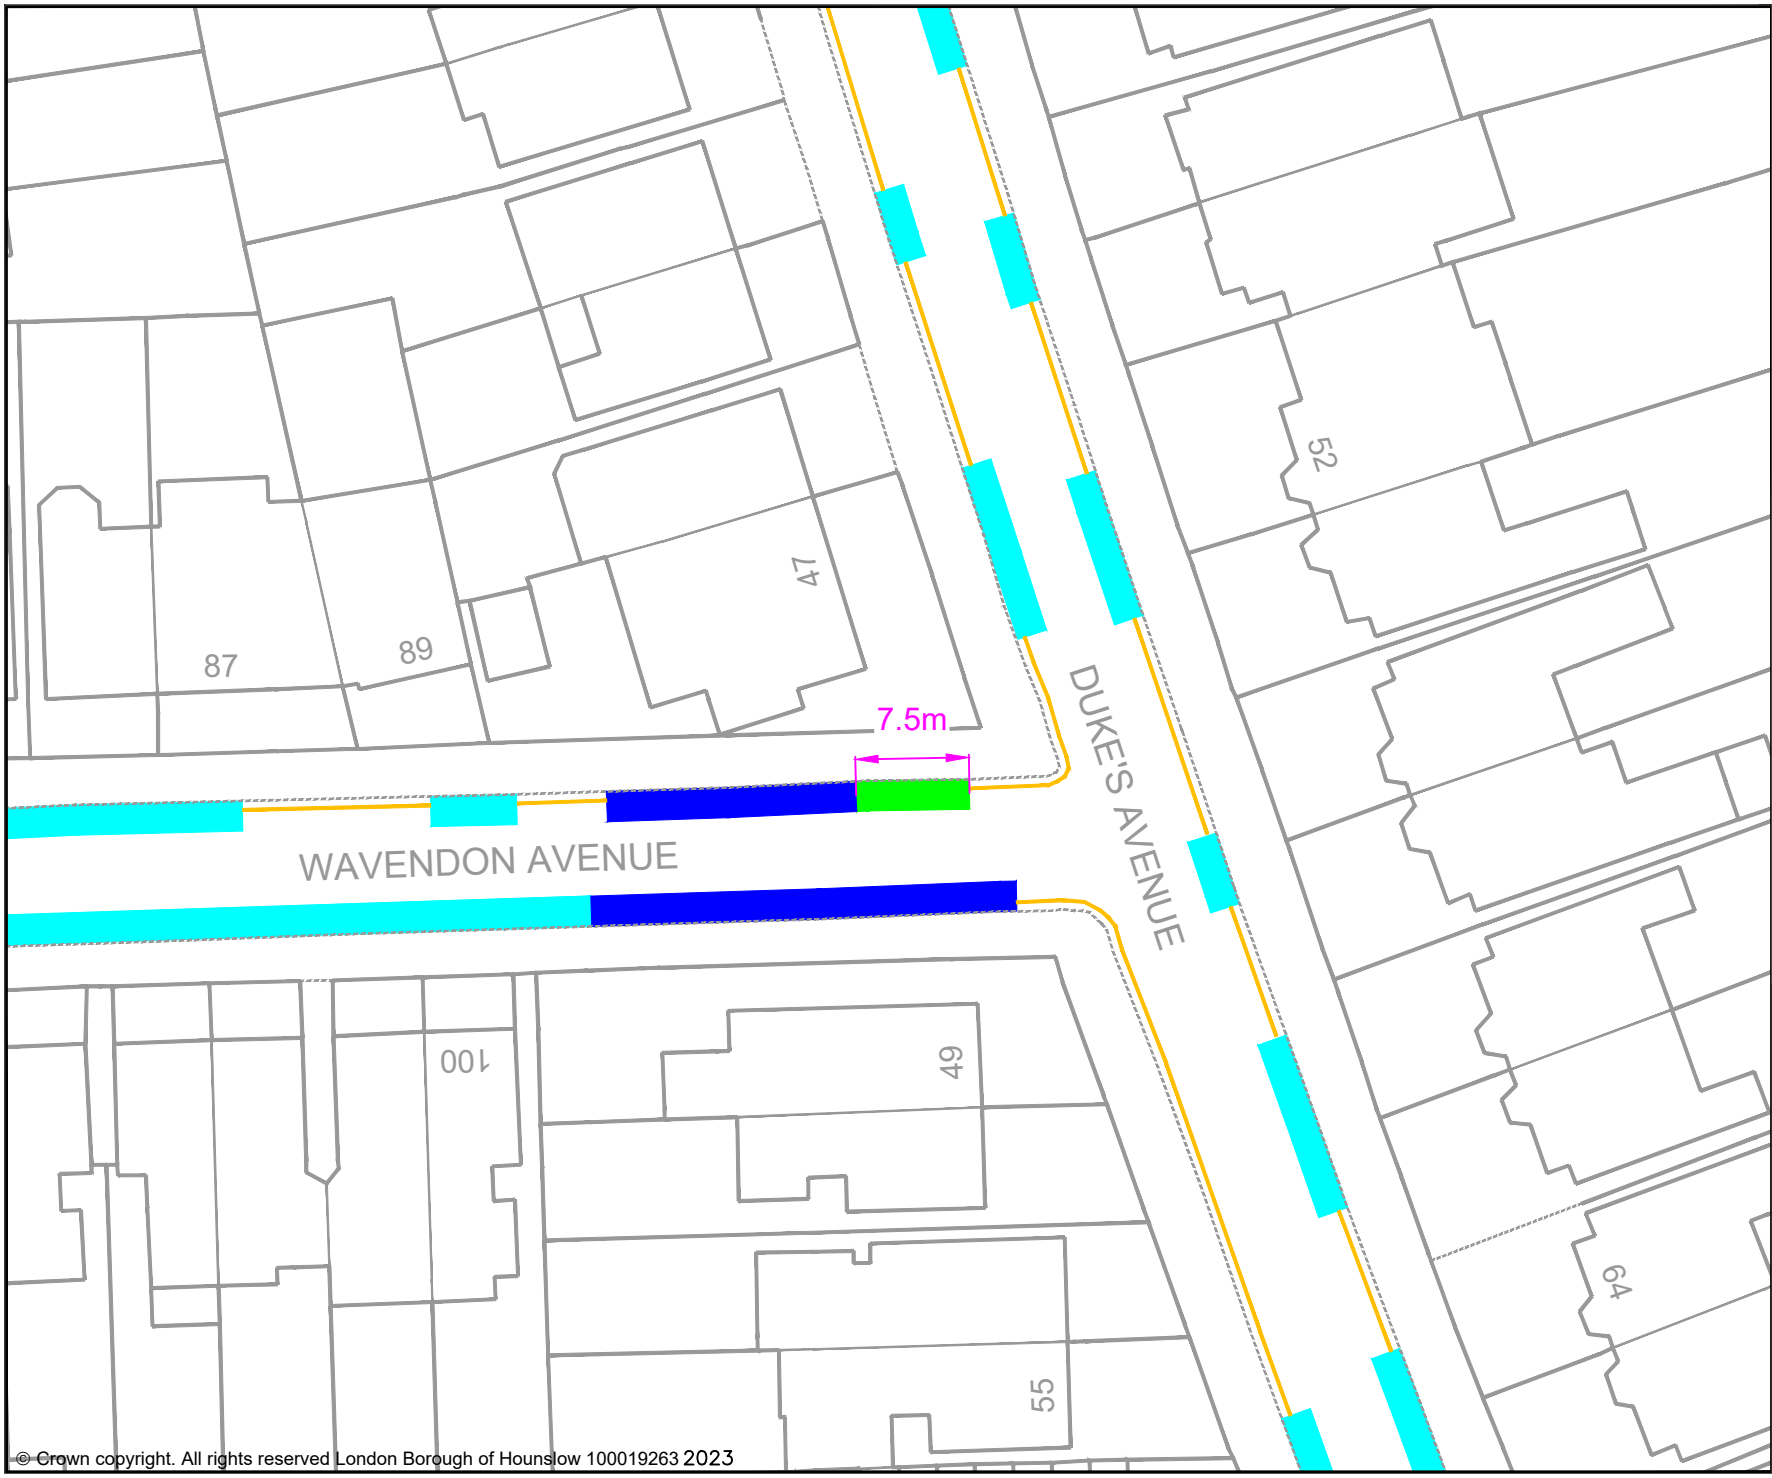 52
47
87
89
7.5m
DUKE'S AVENUE
WAVENDON AVENUE
100
49
64
55
© Crown copyright. All rights reserved London Borough of Hounslow 100019263 2023